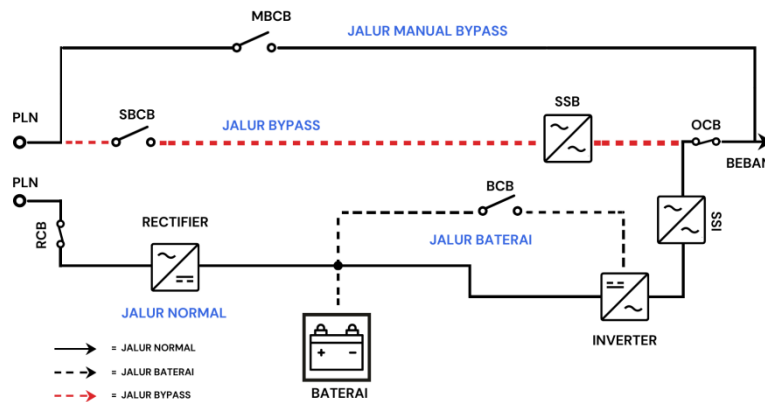 MBCB
JALUR MANUAL BYPASS
PLN
SBCB
JALUR BYPASS
SSB
OCB
BEBAN
PLN
RCB
RECTIFIER
BCB
JALUR BATERAI
SSI
JALUR NORMAL
INVERTER
= JALUR NORMAL
= JALUR BATERAI
= JALUR BYPASS
BATERAI